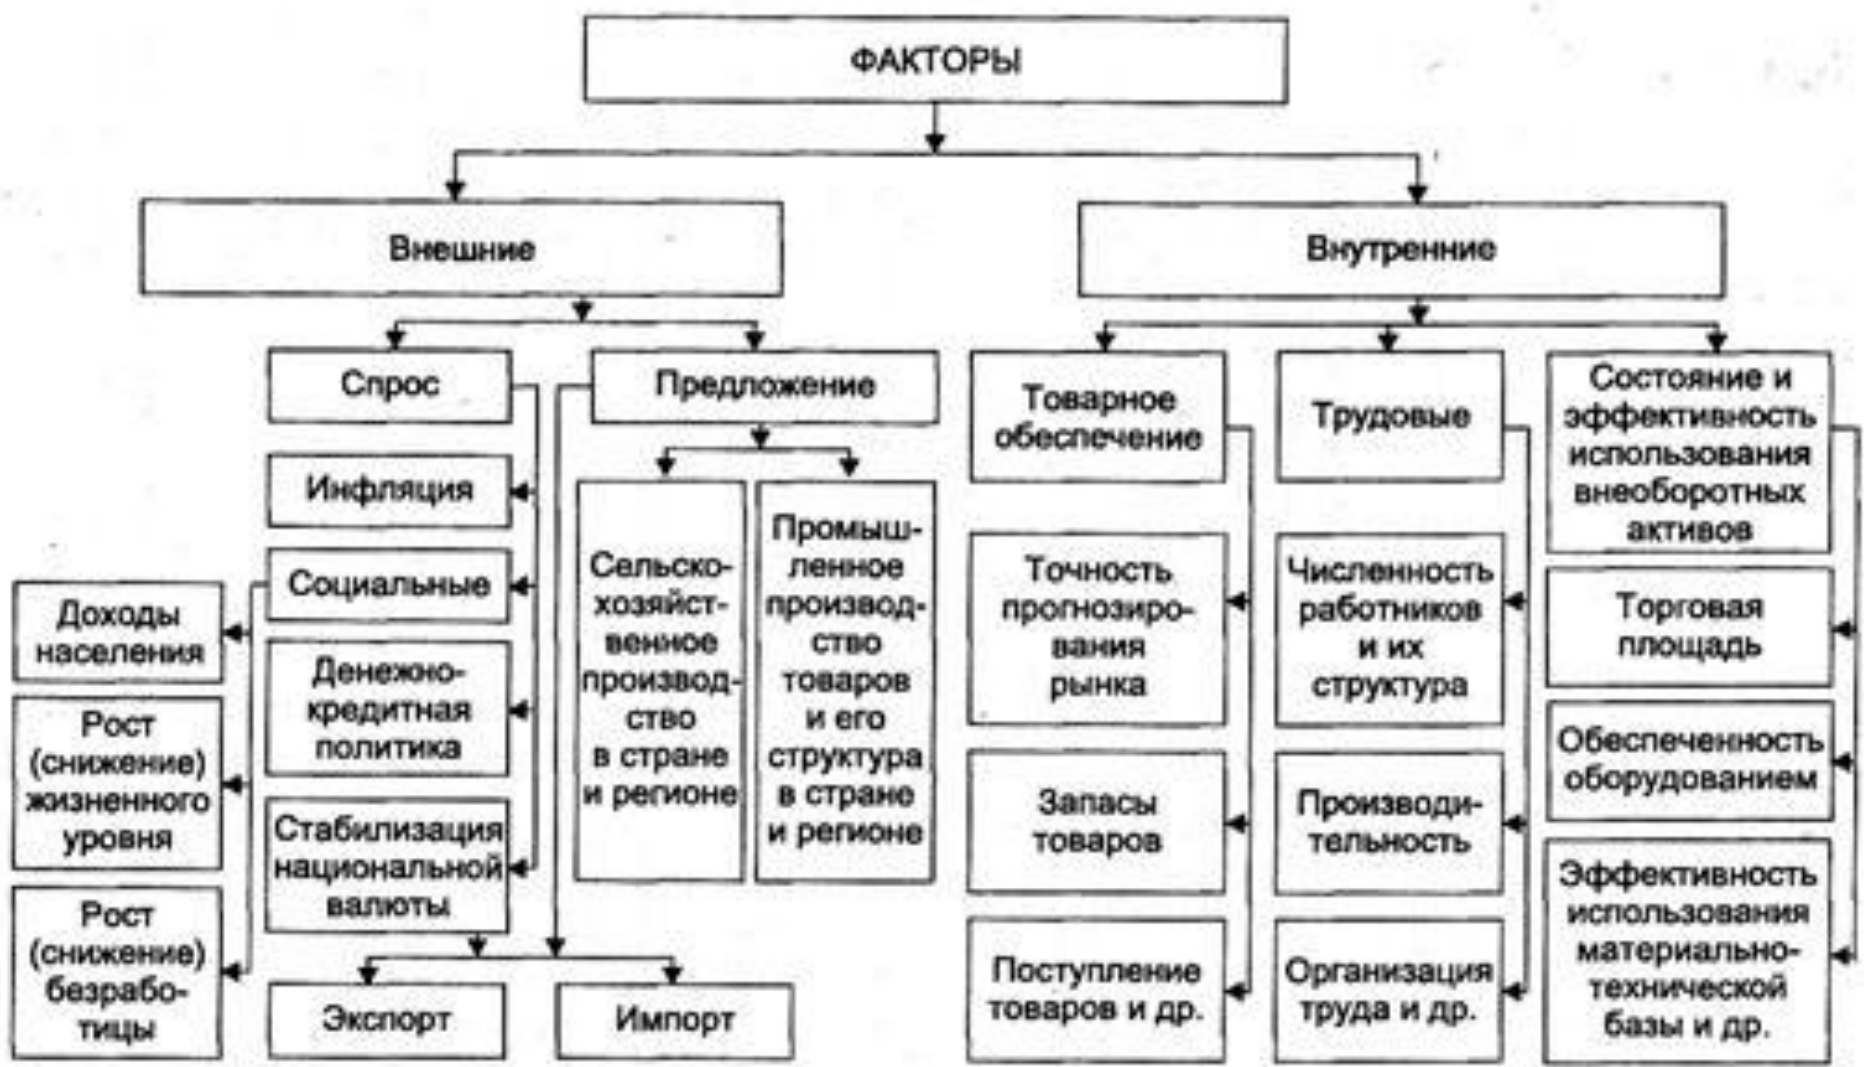 ФАКТОРЫ
Внешние
Внутренние
Спрос
Предложение
Товарное
обеспечение
Трудовые
Состояние и
эффективность
использования
внеоборотных
активов
Инфляция
Социальные
Денежно-
кредитная
политика
Стабилизация
национальной
валюты
Доходы
населения
Рост
(снижение)
жизненного
уровня
Рост
(снижение)
безрабо-
тицы
Экспорт
Импорт
Сельско-
хозяйст-
венное
производ-
ство
в стране
и регионе
Промыш-
ленное
производ-
ство
товаров
и его
структура
в стране
и регионе
Точность
прогнозиро-
вания
рынка
Запасы
товаров
Поступление
товаров и др.
Численность
работников
и их
структура
Производи-
тельность
Организация
труда и др.
Торговая
площадь
Обеспеченность
оборудованием
Эффективность
использования
материально-
технической
базы и др.